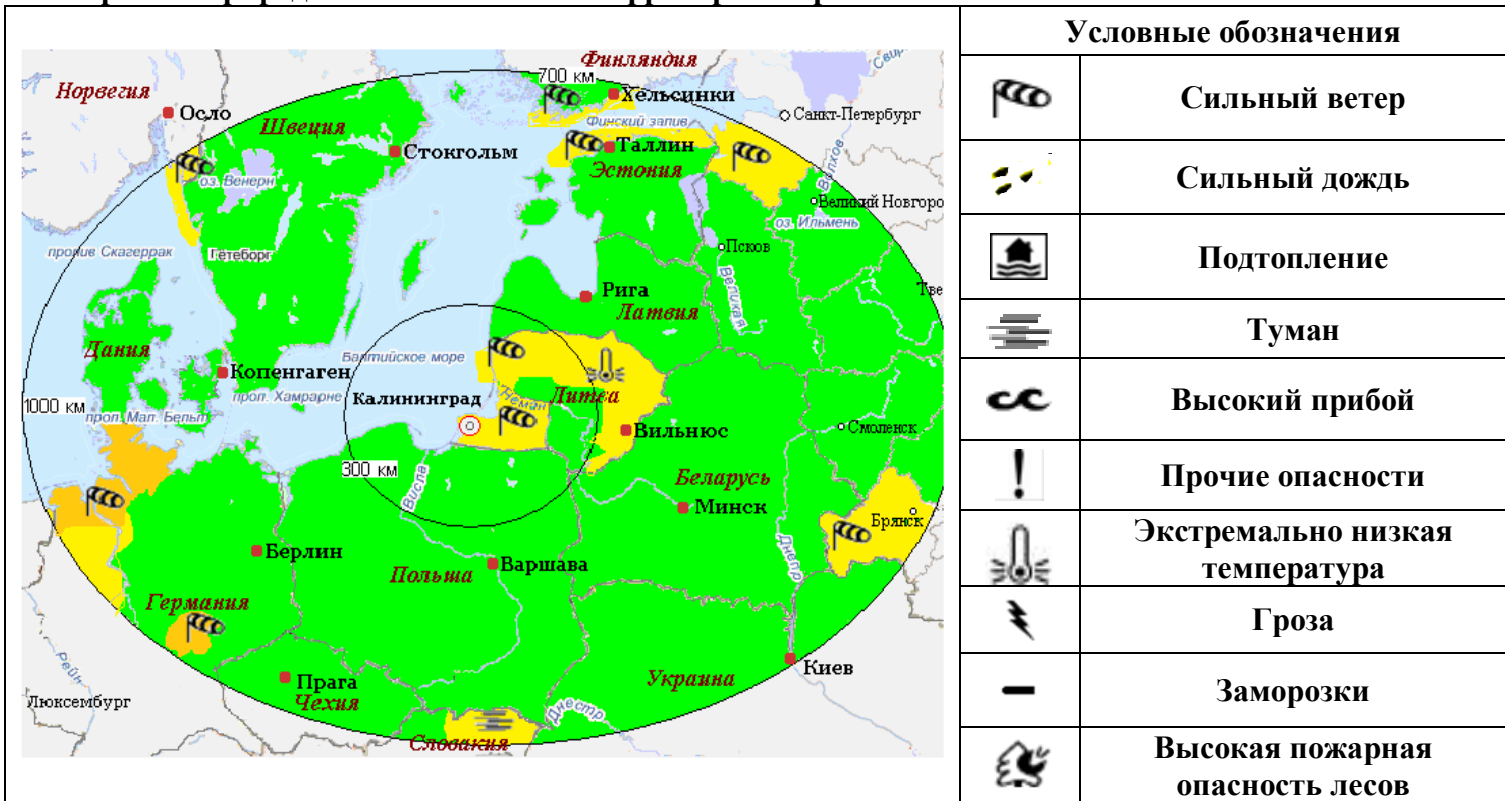 Условные обозначения
Сильный ветер
Сильный дождь
Подтопление
Туман
Высокий прибой
Прочие опасности
Экстремально низкая
температура
Гроза
Заморозки
Высокая пожарная
опасность лесов
Финляндия
700 км
Норвегия
Хельсинки
Осло
Санкт-Петербург
Швеция
Финский залив
Волхов
Стокгольм
Таллин
Эстония
оз. Венерн
Великий Новгоро
оз. Ильмень
Псков
пролив Скагеррак
Гётеборг
Великая
Рига
Тве
Латвия
Дания
Балтийское море
Копенгаген
Калининград
Неман
Литва
прол. Хамрарне
1000 км
прол. Мал. Бельт
Вильнюс
Смоленск
300 км
Висла
Беларусь
Минск
Брянск
Берлин
Варшава
Днепр
Польша
Германия
Рейн
Прага
Чехия
Украина
Киев
Люксембург
Днестр
Словакия